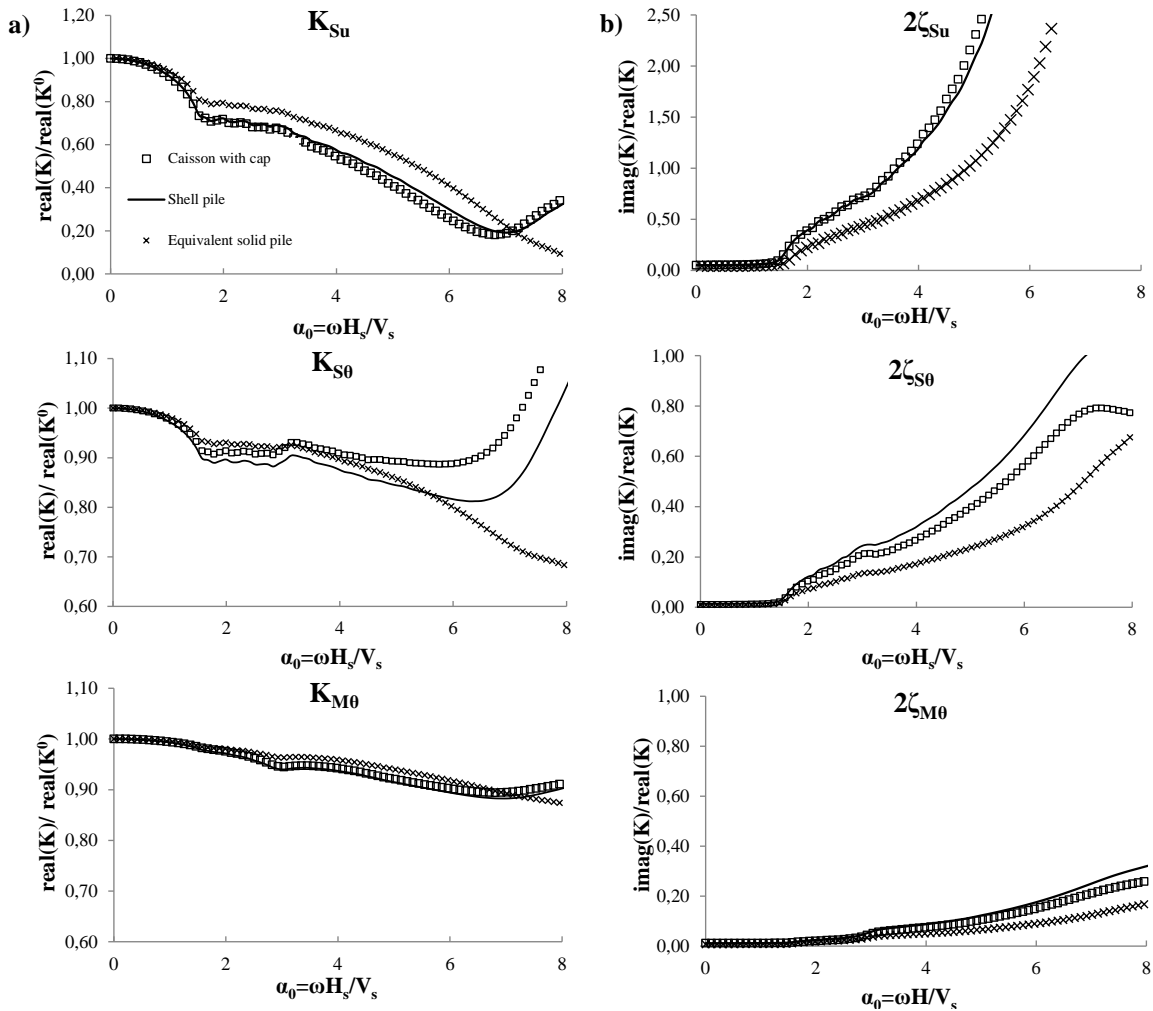 a)
K_Su
real(K)/real(K⁰)
1,20
1,00
0,80
0,60
0,40
0,20
0,00
Caisson with cap
Shell pile
Equivalent solid pile
0 2 4 6 8
α₀=ωH_s/V_s
b)
2ζ_Su
imag(K)/real(K)
2,50
2,00
1,50
1,00
0,50
0,00
0 2 4 6 8
α₀=ωH/V_s
K_Sθ
real(K)/ real(K⁰)
1,10
1,00
0,90
0,80
0,70
0,60
0 2 4 6 8
α₀=ωH_s/V_s
2ζ_Sθ
imag(K)/real(K)
1,00
0,80
0,60
0,40
0,20
0,00
0 2 4 6 8
α₀=ωH_s/V_s
K_Mθ
real(K)/ real(K⁰)
1,10
1,00
0,90
0,80
0,70
0,60
0 2 4 6 8
α₀=ωH_s/V_s
2ζ_Mθ
imag(K)/real(K)
1,00
0,80
0,60
0,40
0,20
0,00
0 2 4 6 8
α₀=ωH/V_s